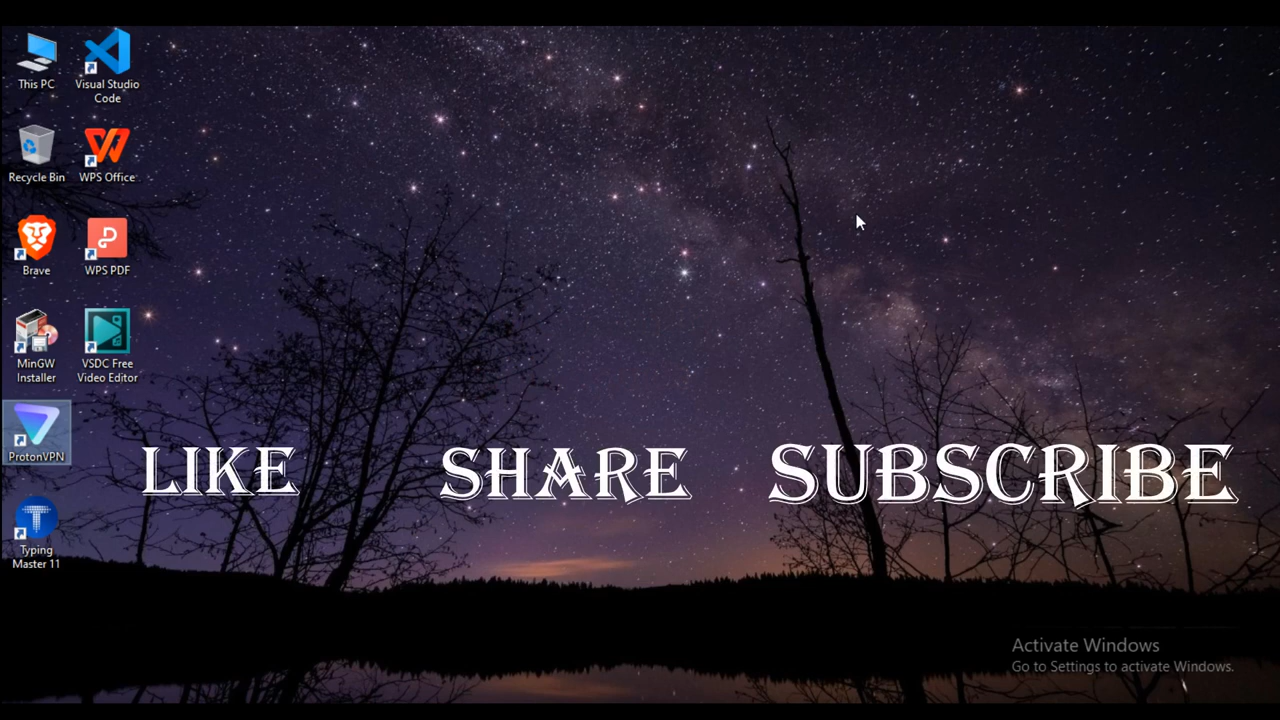 This PC
Visual Studio
Code
Recycle Bin
WPS Office
Brave
WPS PDF
MinGW
Installer
VSDC Free
Video Editor
ProtonVPN
Typing
Master 11
LIKE SHARE SUBSCRIBE
Activate Windows
Go to Settings to activate Windows.